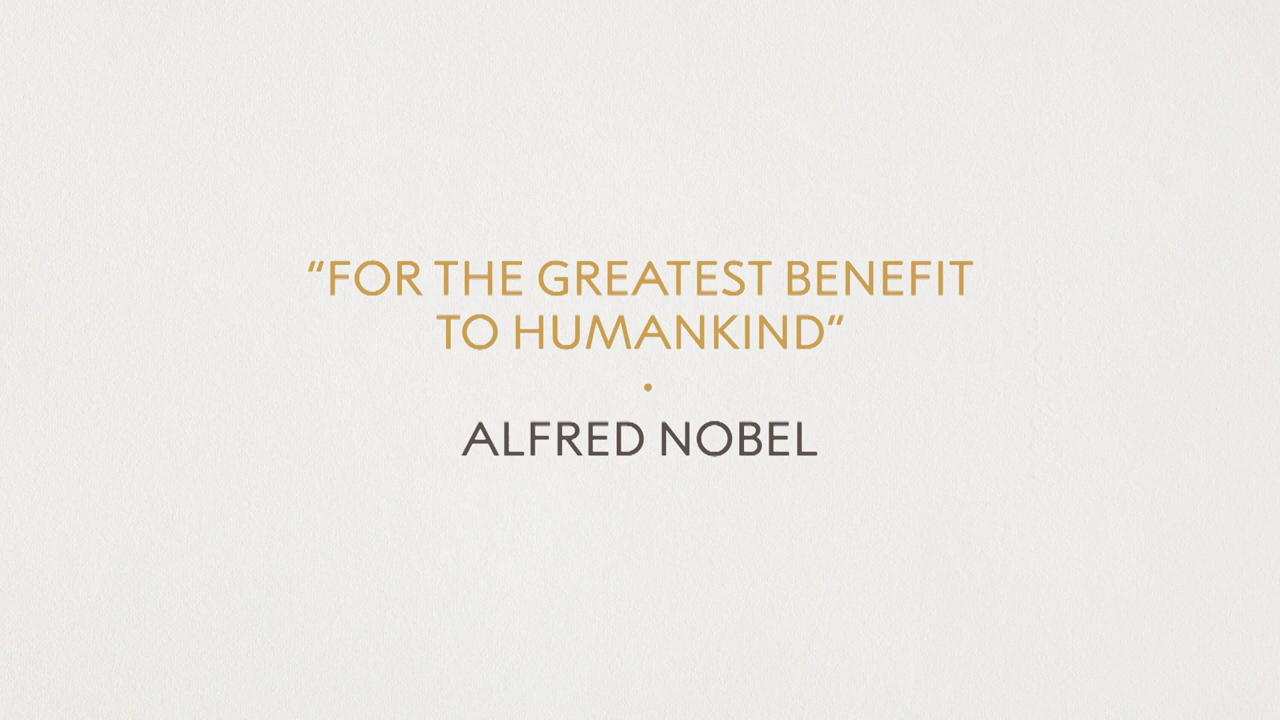 “FOR THE GREATEST BENEFIT
TO HUMANKIND“
•
ALFRED NOBEL